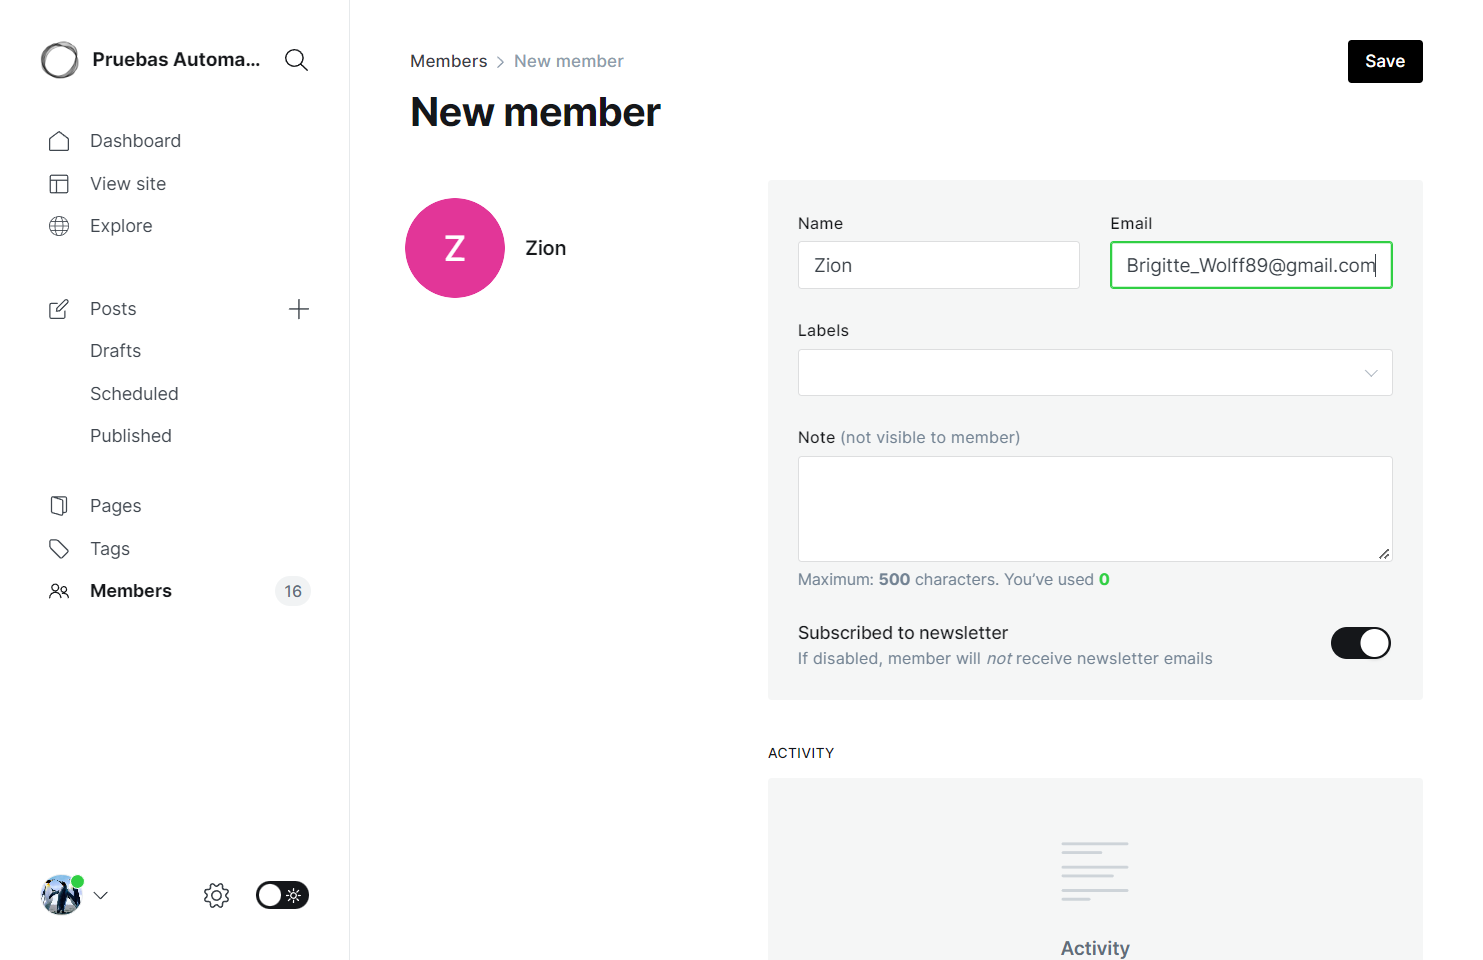 Pruebas Automa...
Dashboard
View site
Explore
Posts
Drafts
Scheduled
Published
Pages
Tags
Members 16
Members > New member
Save
New member
Z
Zion
Name
Email
Zion
Brigitte_Wolff89@gmail.com
Labels
Note (not visible to member)
Maximum: 500 characters. You’ve used 0
Subscribed to newsletter
If disabled, member will not receive newsletter emails
ACTIVITY
Activity